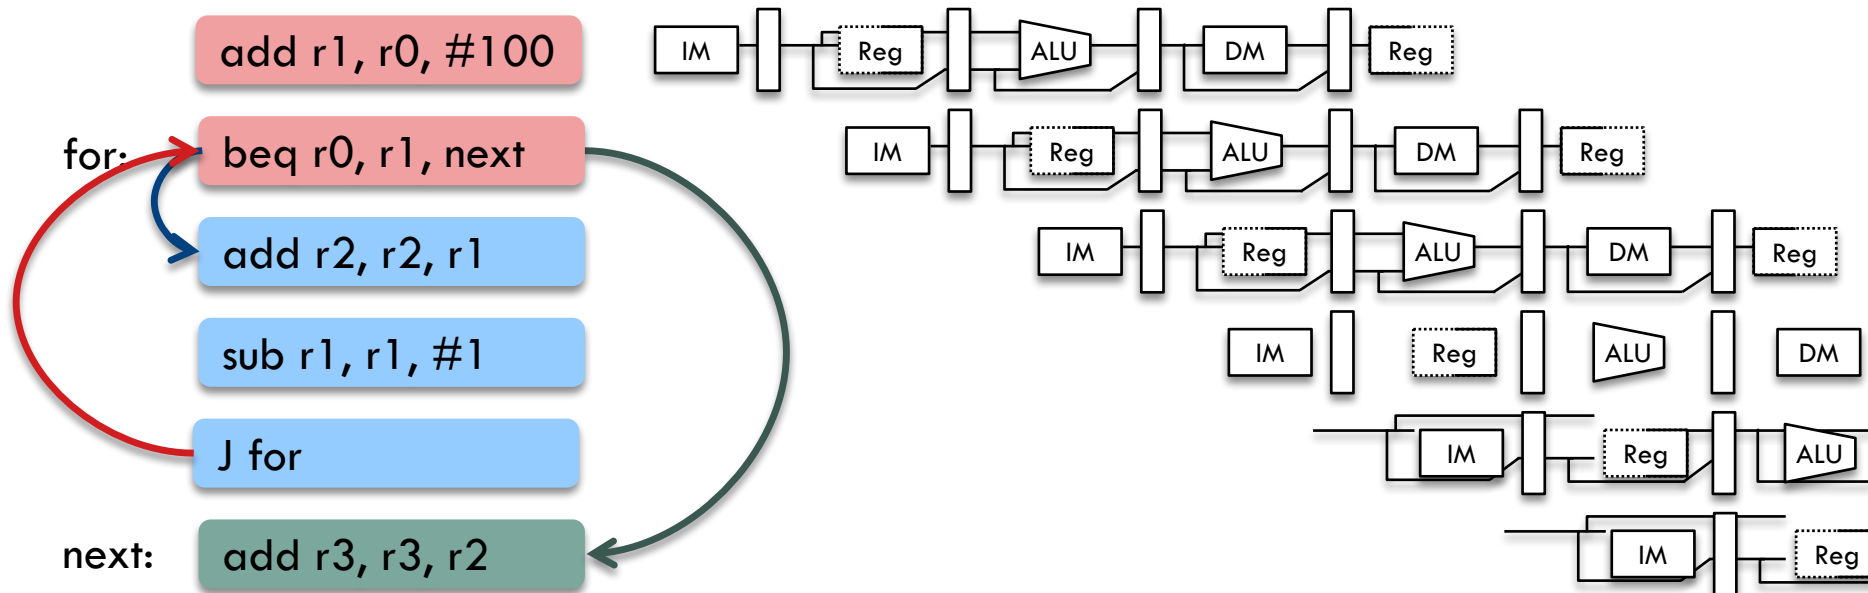 add r1, r0, #100
IM Reg ALU DM Reg
for: beq r0, r1, next
IM Reg ALU DM Reg
add r2, r2, r1
IM Reg ALU DM Reg
sub r1, r1, #1
IM Reg ALU DM
J for
IM Reg ALU
next: add r3, r3, r2
IM Reg